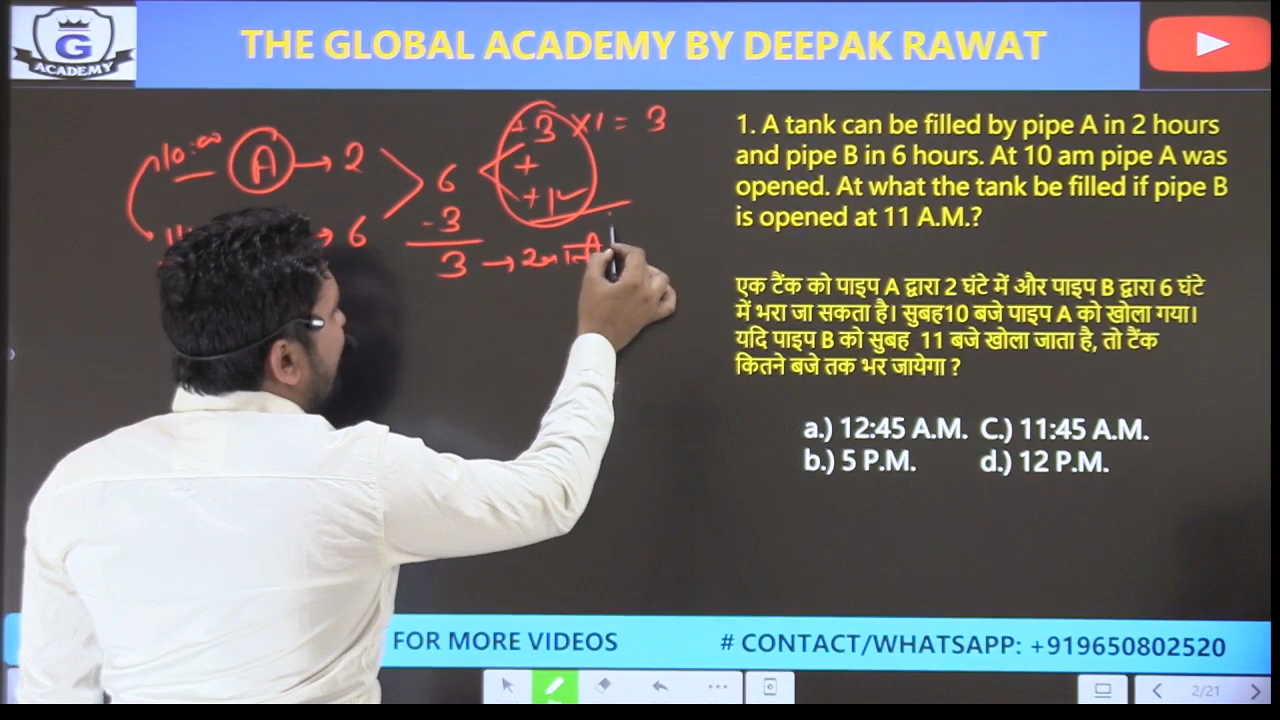 G
ACADEMY
THE GLOBAL ACADEMY BY DEEPAK RAWAT
10:00 A → 2
6
+3 × 1 = 3
+
+1
→ 6
-3
3 →
1. A tank can be filled by pipe A in 2 hours
and pipe B in 6 hours. At 10 am pipe A was
opened. At what the tank be filled if pipe B
is opened at 11 A.M.?
एक टैंक को पाइप A द्वारा 2 घंटे में और पाइप B द्वारा 6 घंटे
में भरा जा सकता है। सुबह10 बजे पाइप A को खोला गया।
यदि पाइप B को सुबह 11 बजे खोला जाता है, तो टैंक
कितने बजे तक भर जायेगा ?
a.) 12:45 A.M. C.) 11:45 A.M.
b.) 5 P.M. d.) 12 P.M.
FOR MORE VIDEOS # CONTACT/WHATSAPP: +919650802520
2/21